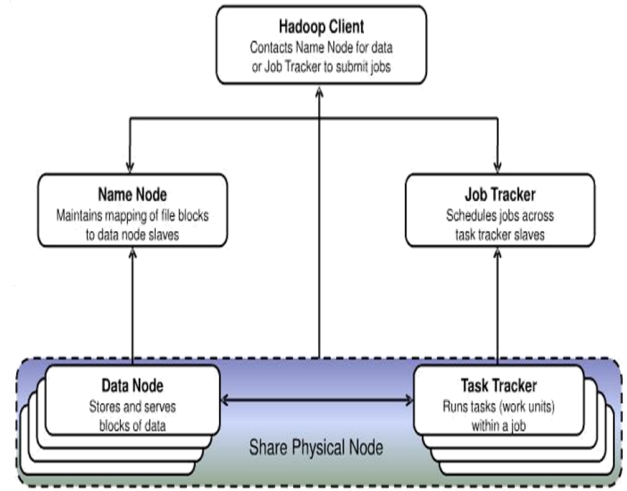 Hadoop Client
Contacts Name Node for data
or Job Tracker to submit jobs
Name Node
Maintains mapping of file blocks
to data node slaves
Job Tracker
Schedules jobs across
task tracker slaves
Data Node
Stores and serves
blocks of data
Task Tracker
Runs tasks (work units)
within a job
Share Physical Node